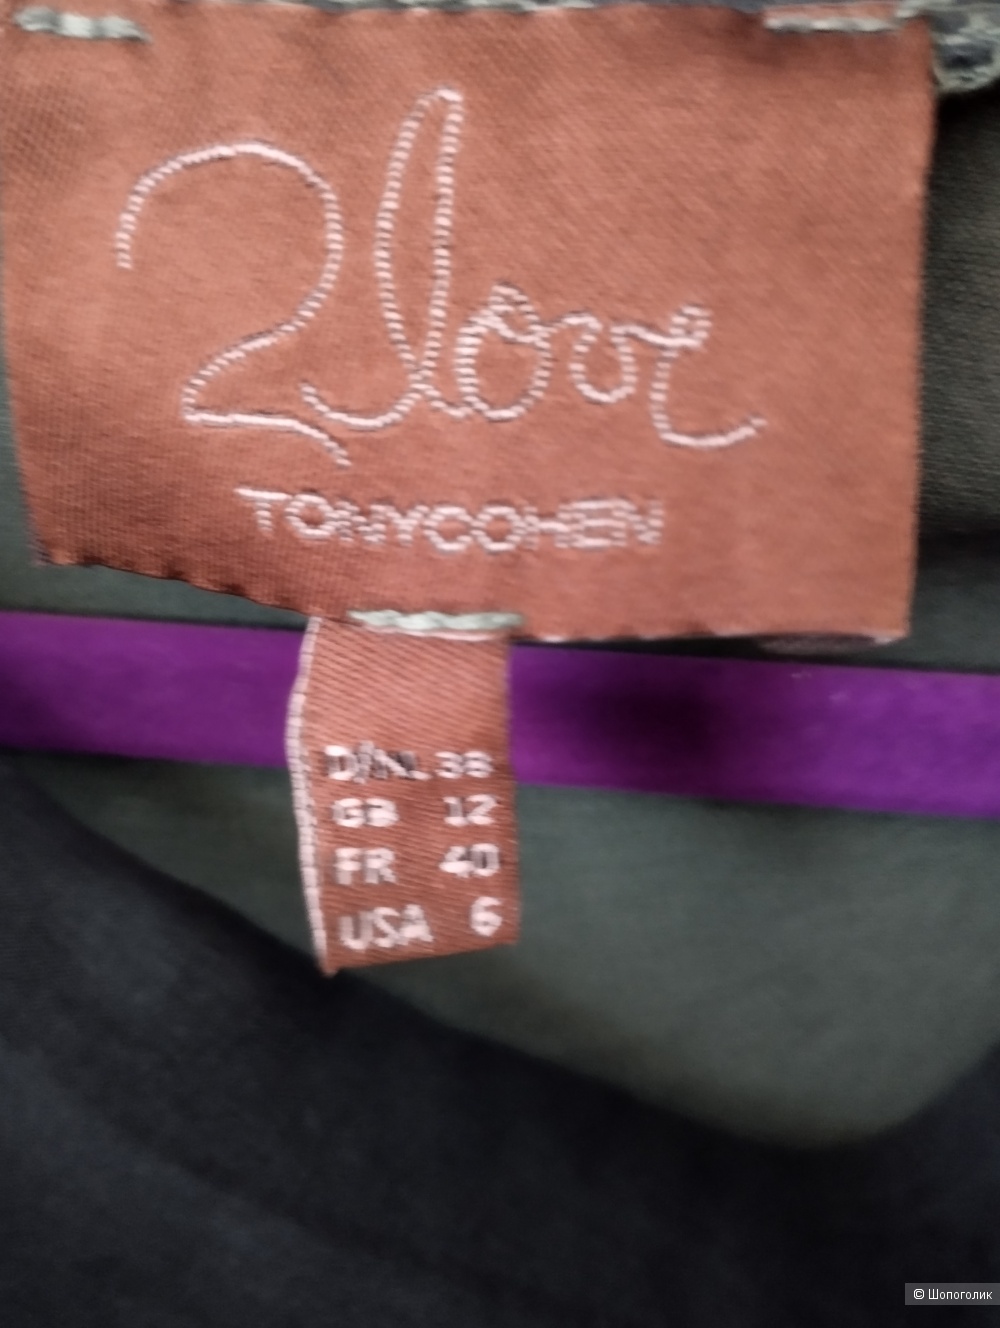 2love
TONYCOHEN
D/NL 38
GB 12
FR 40
USA 6
© Шопоголик